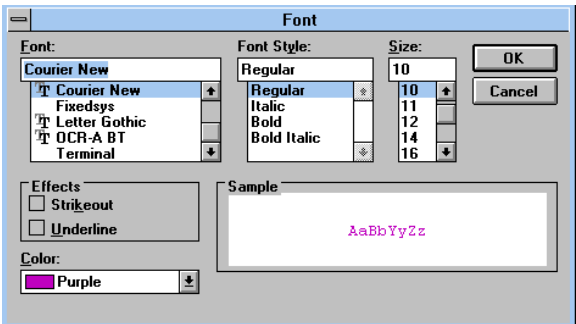 Font
Font:
Font Style:
Size:
Courier New
Regular
10
OK
Courier New
Fixedsys
Letter Gothic
OCR-A BT
Terminal
Regular
Italic
Bold
Bold Italic
10
11
12
14
16
Cancel
Effects
Strikeout
Underline
Sample
AaBbYyZz
Color:
Purple